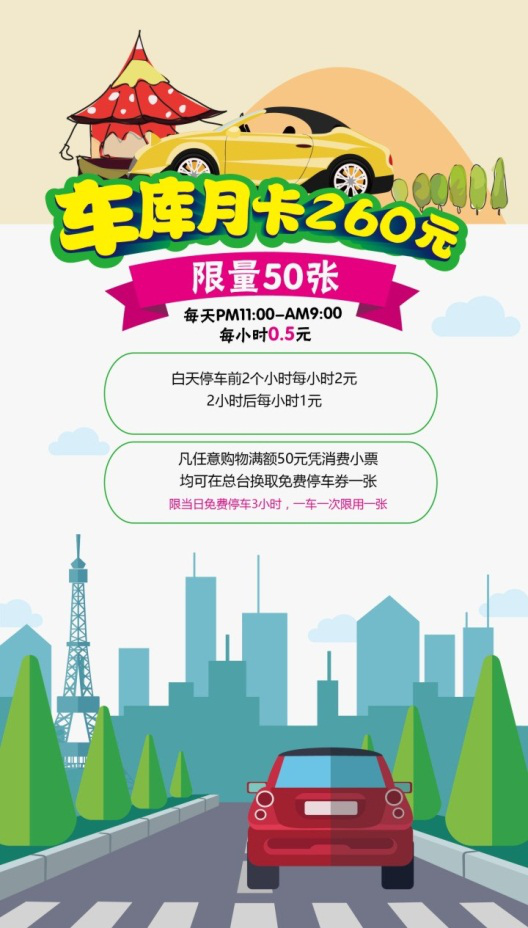 车库月卡260元
限量50张
每天PM11:00-AM9:00
每小时0.5元
白天停车前2个小时每小时2元
2小时后每小时1元
凡任意购物满额50元凭消费小票
均可在总台换取免费停车券一张
限当日免费停车3小时，一车一次限用一张